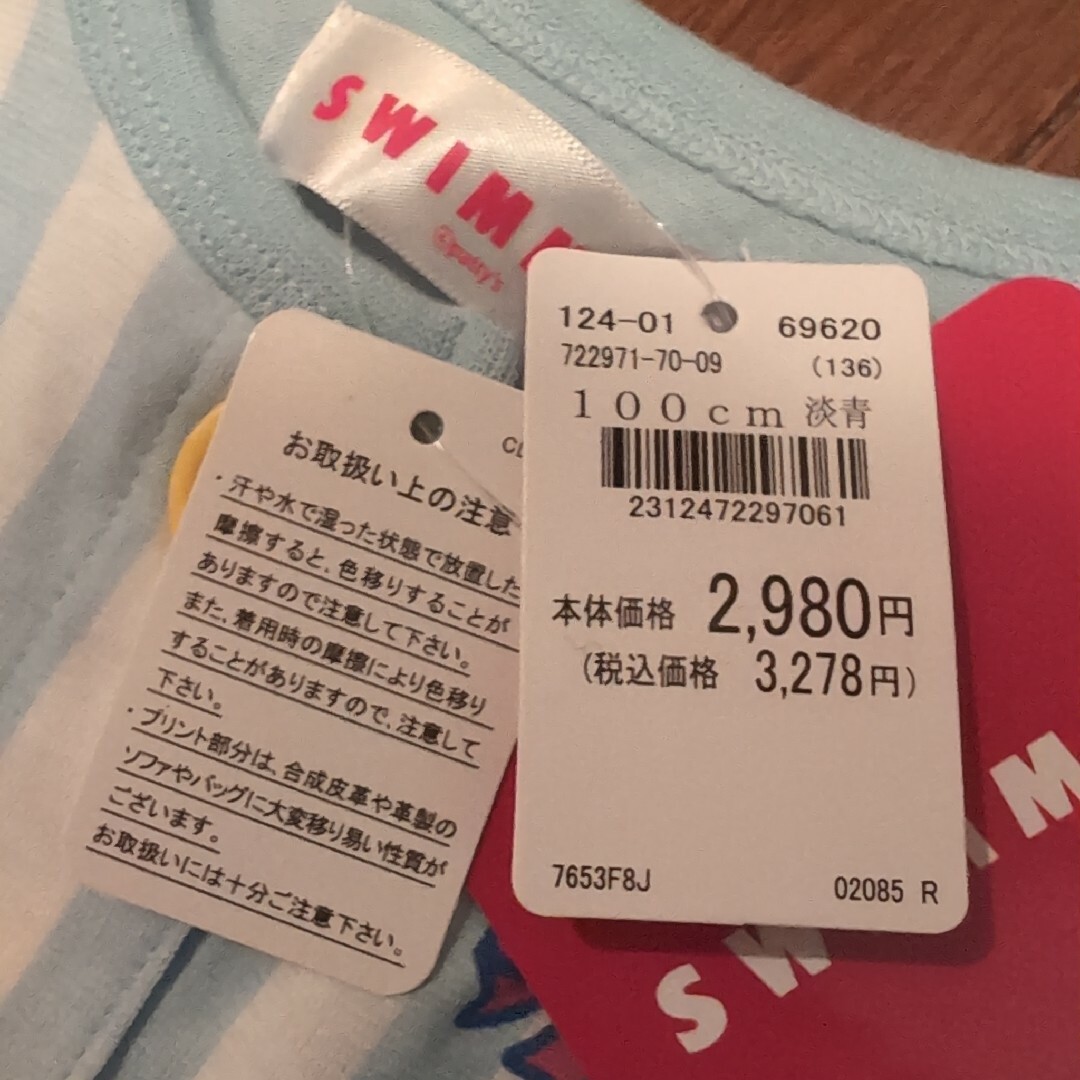 SWIM
©pasty's
124-01 69620
722971-70-09 (136)
100cm 淡青
2312472297061
本体価格 2,980円
(税込価格 3,278円)
7653F8J 02085 R
お取扱い上の注意
・汗や水で湿った状態で放置した
摩擦すると、色移りすることが
ありますので注意して下さい。
また、着用時の摩擦により色移り
することがありますので、注意して
下さい。
・プリント部分は、合成皮革や革製の
ソファやバッグに大変移り易い性質が
ございます。
お取扱いには十分ご注意下さい。
SW IM